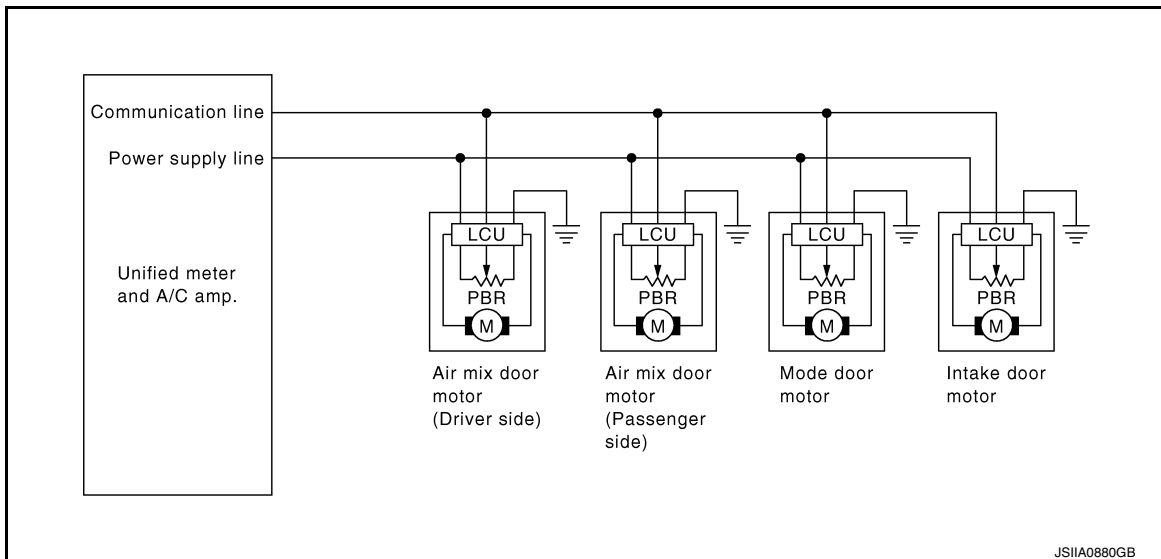 Communication line
Power supply line
Unified meter
and A/C amp.
LCU
PBR
M
Air mix door
motor
(Driver side)
LCU
PBR
M
Air mix door
motor
(Passenger
side)
LCU
PBR
M
Mode door
motor
LCU
PBR
M
Intake door
motor
JSIIA0880GB